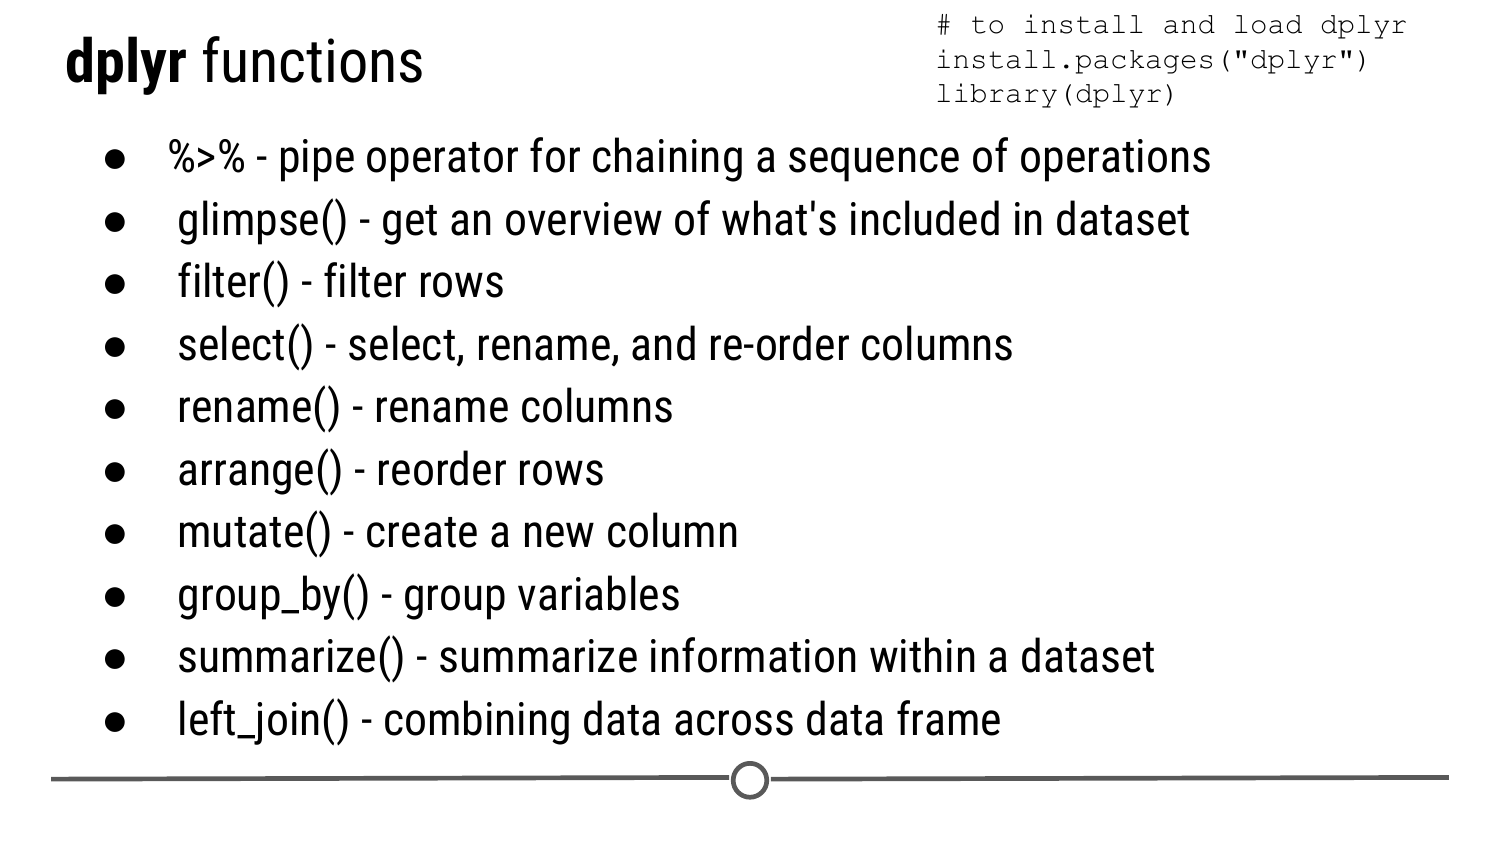 dplyr functions
# to install and load dplyr
install.packages("dplyr")
library(dplyr)
● %>% - pipe operator for chaining a sequence of operations
● glimpse() - get an overview of what's included in dataset
● filter() - filter rows
● select() - select, rename, and re-order columns
● rename() - rename columns
● arrange() - reorder rows
● mutate() - create a new column
● group_by() - group variables
● summarize() - summarize information within a dataset
● left_join() - combining data across data frame